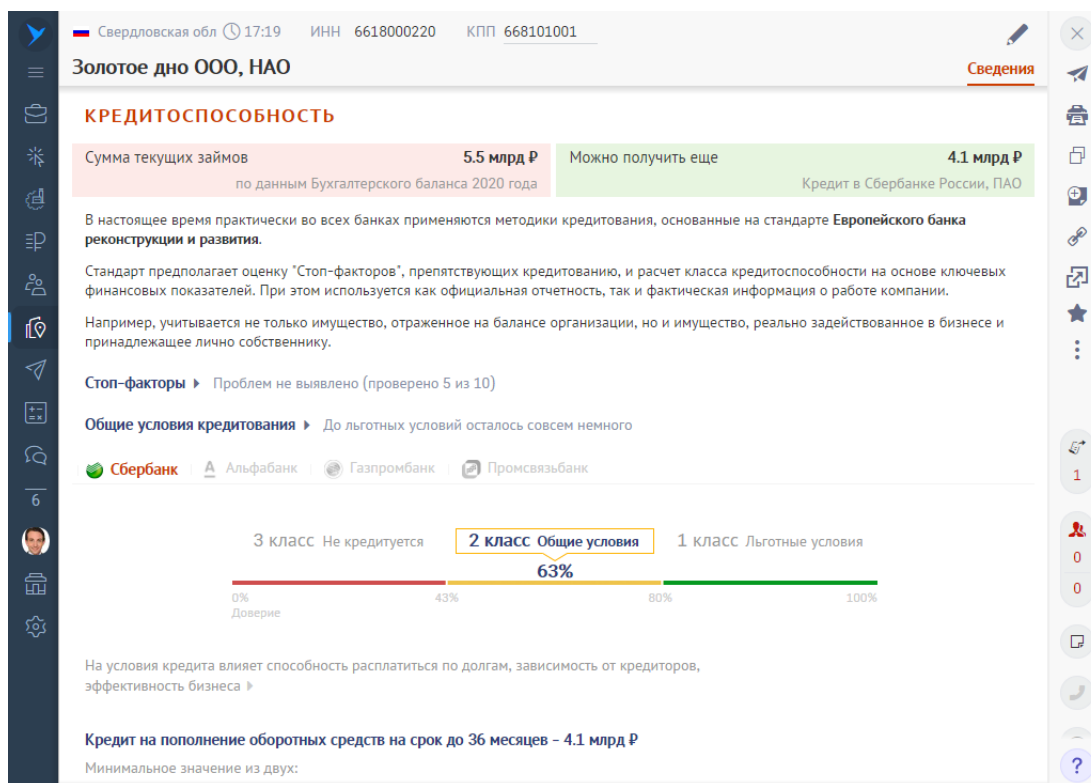 Свердловская обл 17:19 ИНН 6618000220 КПП 668101001
Золотое дно ООО, НАО
Сведения
КРЕДИТОСПОСОБНОСТЬ
Сумма текущих займов 5.5 млрд ₽ Можно получить еще 4.1 млрд ₽
по данным Бухгалтерского баланса 2020 года Кредит в Сбербанке России, ПАО
В настоящее время практически во всех банках применяются методики кредитования, основанные на стандарте Европейского банка
реконструкции и развития.
Стандарт предполагает оценку "Стоп-факторов", препятствующих кредитованию, и расчет класса кредитоспособности на основе ключевых
финансовых показателей. При этом используется как официальная отчетность, так и фактическая информация о работе компании.
Например, учитывается не только имущество, отраженное на балансе организации, но и имущество, реально задействованное в бизнесе и
принадлежащее лично собственнику.
Стоп-факторы Проблем не выявлено (проверено 5 из 10)
Общие условия кредитования До льготных условий осталось совсем немного
Сбербанк Альфабанк Газпромбанк Промсвязьбанк
3 класс Не кредитуется 2 класс Общие условия 1 класс Льготные условия
63%
0% 43% 80% 100%
Доверие
На условия кредита влияет способность расплатиться по долгам, зависимость от кредиторов,
эффективность бизнеса
Кредит на пополнение оборотных средств на срок до 36 месяцев - 4.1 млрд ₽
Минимальное значение из двух:
6
1
0
0
?